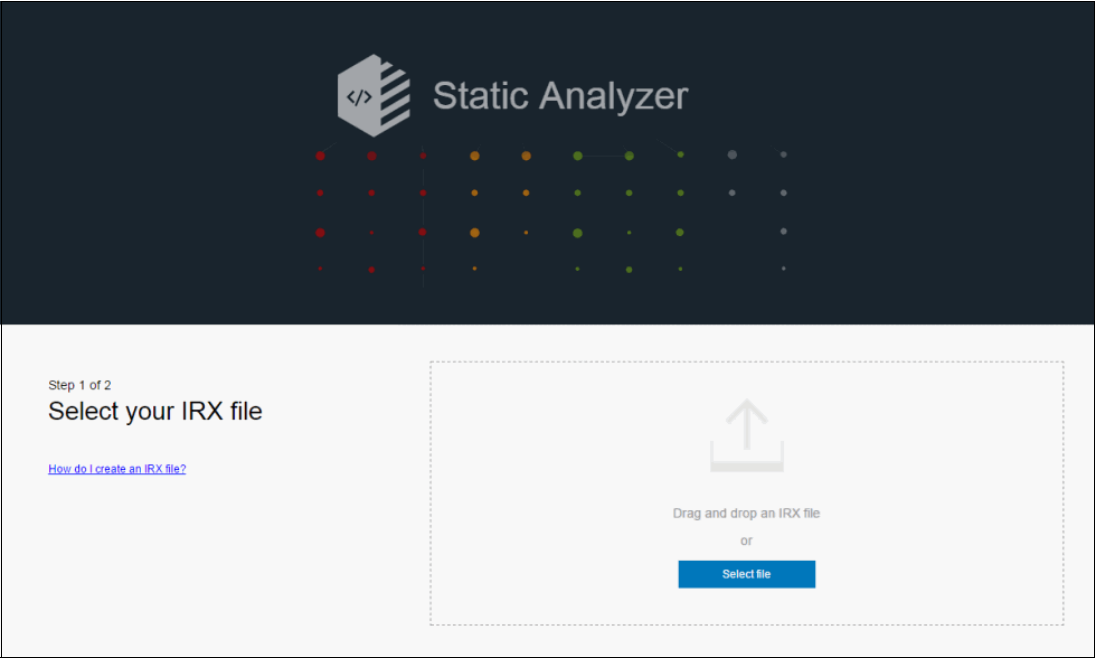 </>
Static Analyzer
Step 1 of 2
Select your IRX file
How do I create an IRX file?
Drag and drop an IRX file
or
Select file